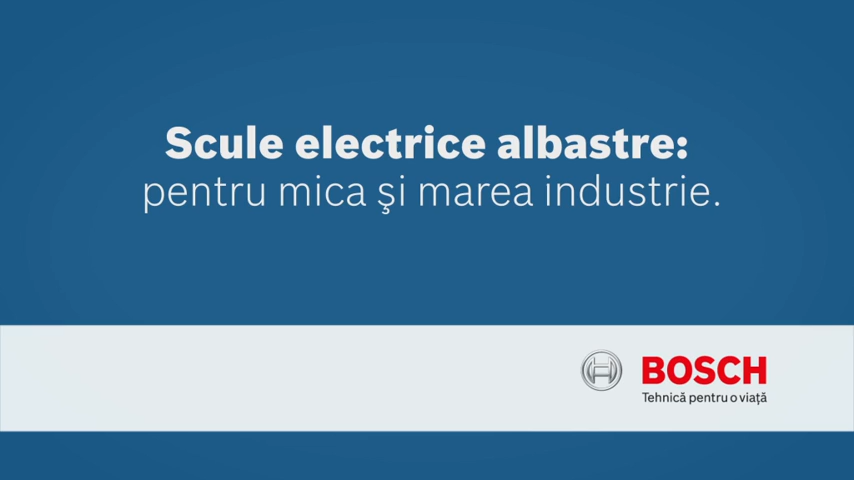 Scule electrice albastre:
pentru mica şi marea industrie.
BOSCH
Tehnică pentru o viaţă